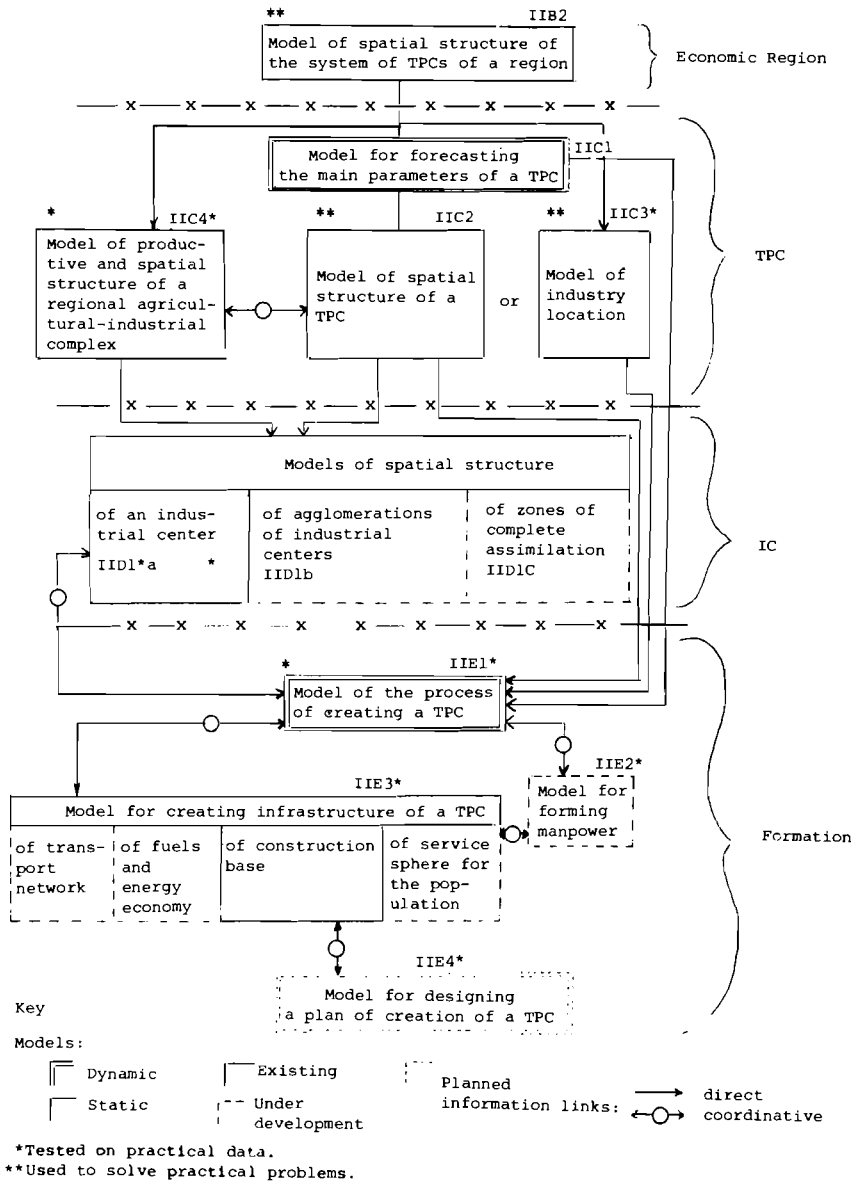 ** IIB2
Model of spatial structure of
the system of TPCs of a region
Economic Region
x x x x x x x x x
IIC1
Model for forecasting
the main parameters of a TPC
* IIC4*
Model of produc-
tive and spatial
structure of a
regional agricul-
tural-industrial
complex
** IIC2
Model of spatial
structure of a
TPC
or
** IIC3*
Model of
industry
location
TPC
x x x x x x x x x
Models of spatial structure
of an indus-
trial center
IID1*a *
of agglomerations
of industrial
centers
IID1b
of zones of
complete
assimilation
IID1C
IC
x x x x x x x x x
* IIE1*
Model of the process
of creating a TPC
IIE2*
Model for
forming
manpower
IIE3*
Model for creating infrastructure of a TPC
of trans-
port
network
of fuels
and
energy
economy
of construction
base
of service
sphere for
the pop-
ulation
Formation
IIE4*
Model for designing
a plan of creation of a TPC
Key
Models:
Dynamic
Static
Existing
Under
development
Planned
information links:
direct
coordinative
*Tested on practical data.
**Used to solve practical problems.